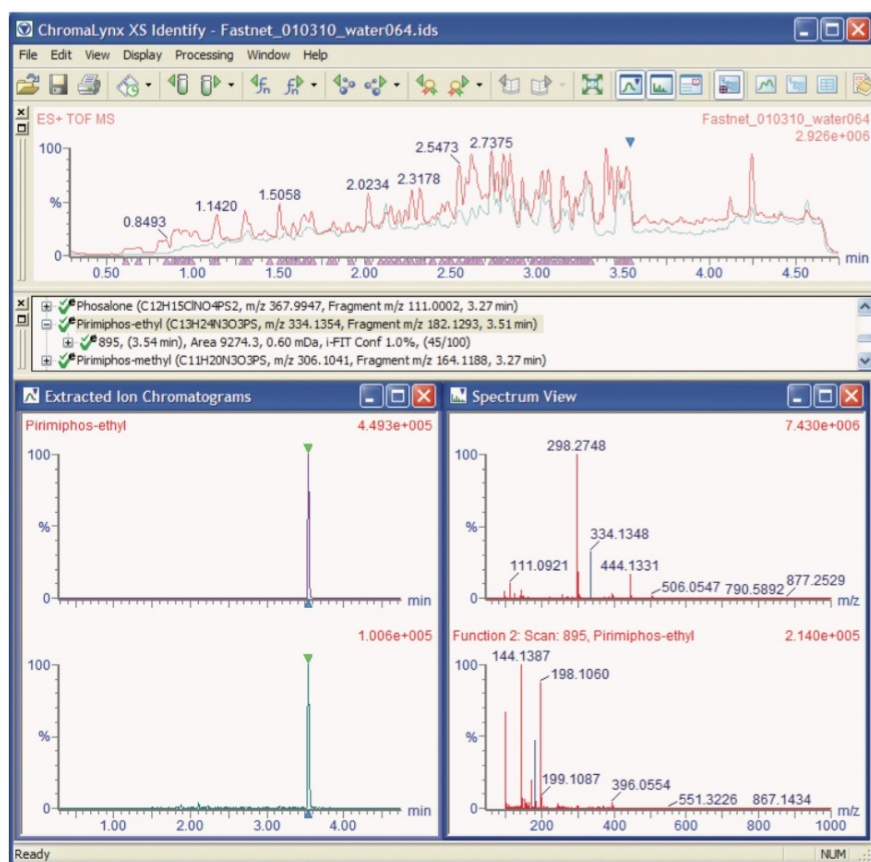 ChromaLynx XS Identify - Fastnet_010310_water064.ids
File Edit View Display Processing Window Help
ES+ TOF MS
Fastnet_010310_water064
2.926e+006
100
%
0
0.8493
1.1420
1.5058
2.0234
2.3178
2.5473
2.7375
0.50 1.00 1.50 2.00 2.50 3.00 3.50 4.00 4.50 min
Phosalone (C12H15ClNO4PS2, m/z 367.9947, Fragment m/z 111.0002, 3.27 min)
Pirimiphos-ethyl (C13H24N3O3PS, m/z 334.1354, Fragment m/z 182.1293, 3.51 min)
895, (3.54 min), Area 9274.3, 0.60 mDa, i-FIT Conf 1.0%, (45/100)
Pirimiphos-methyl (C11H20N3O3PS, m/z 306.1041, Fragment m/z 164.1188, 3.27 min)
Extracted Ion Chromatograms
Pirimiphos-ethyl
4.493e+005
100
%
0
min
1.006e+005
100
%
0
1.00 2.00 3.00 4.00 min
Spectrum View
7.430e+006
100
%
0
298.2748
334.1348
111.0921
444.1331
506.0547
790.5892
877.2529
m/z
Function 2: Scan: 895, Pirimiphos-ethyl
2.140e+005
100
%
0
144.1387
198.1060
199.1087
396.0554
551.3226
867.1434
200 400 600 800 1000 m/z
Ready
NUM